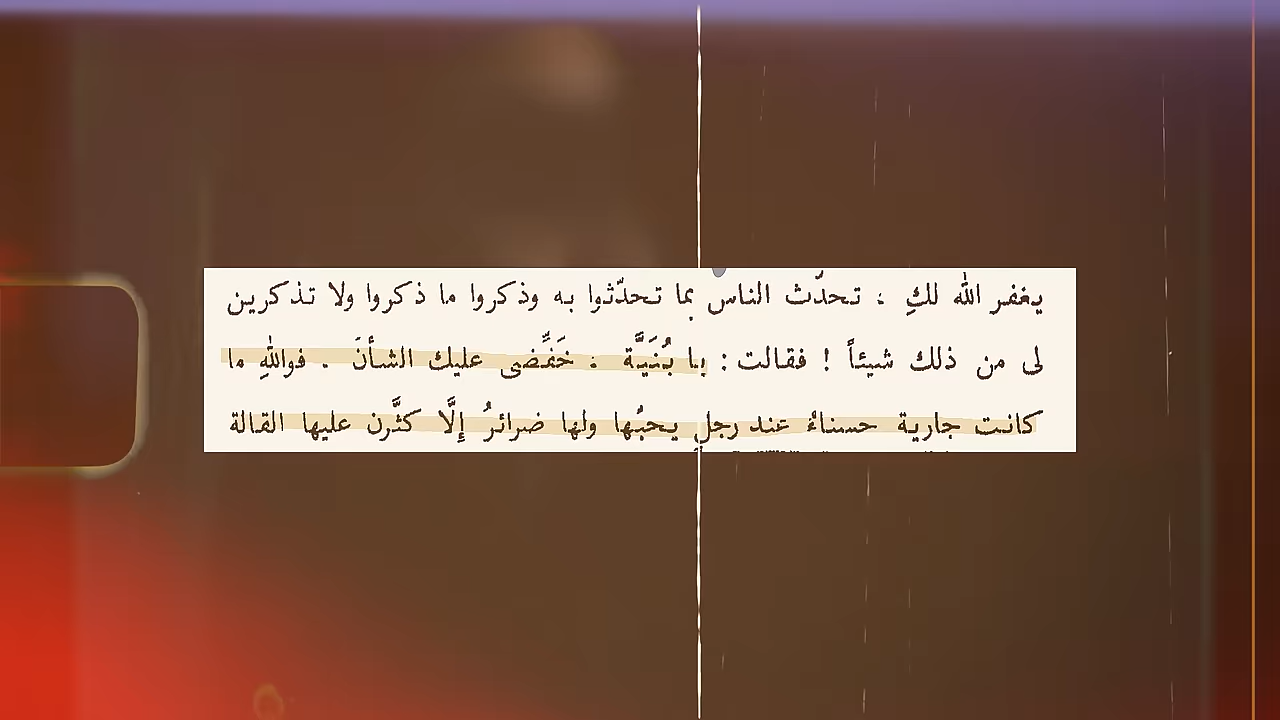 يغفر الله لكِ ؛ تحدّث الناس بما تحدّثوا به وذكروا ما ذكروا ولا تذكرين
لى من ذلك شيئاً ! فقالت : يا بُنَيَّة ؛ خَفِّضى عليك الشأنَ . فواللهِ ما
كانت جارية حسناءُ عند رجلٍ يحبُّها ولها ضرائرُ إِلَّا كثَّرن عليها القالة